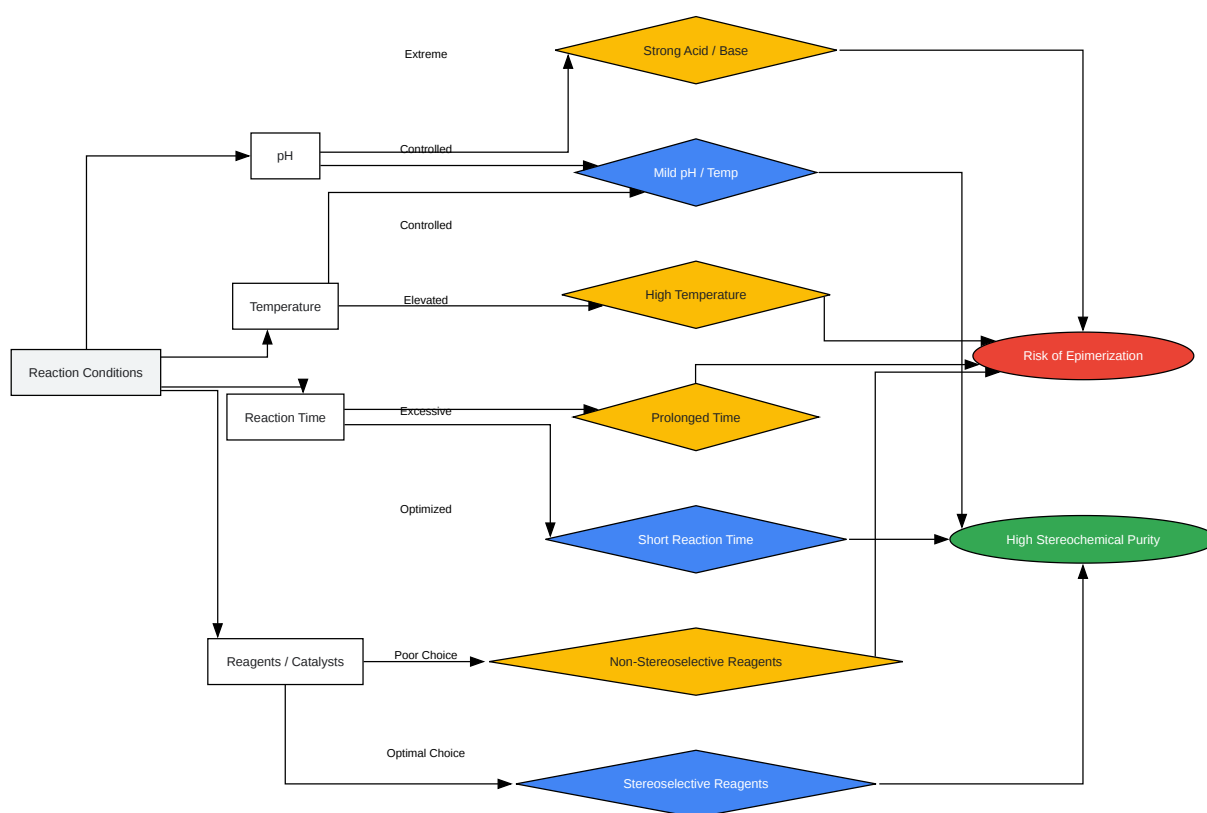 Strong Acid / Base
Extreme
Controlled
pH
Mild pH / Temp
Controlled
High Temperature
Elevated
Temperature
Risk of Epimerization
Reaction Conditions
Excessive
Reaction Time
Prolonged Time
Optimized
Short Reaction Time
High Stereochemical Purity
Poor Choice
Reagents / Catalysts
Non-Stereoselective Reagents
Optimal Choice
Stereoselective Reagents